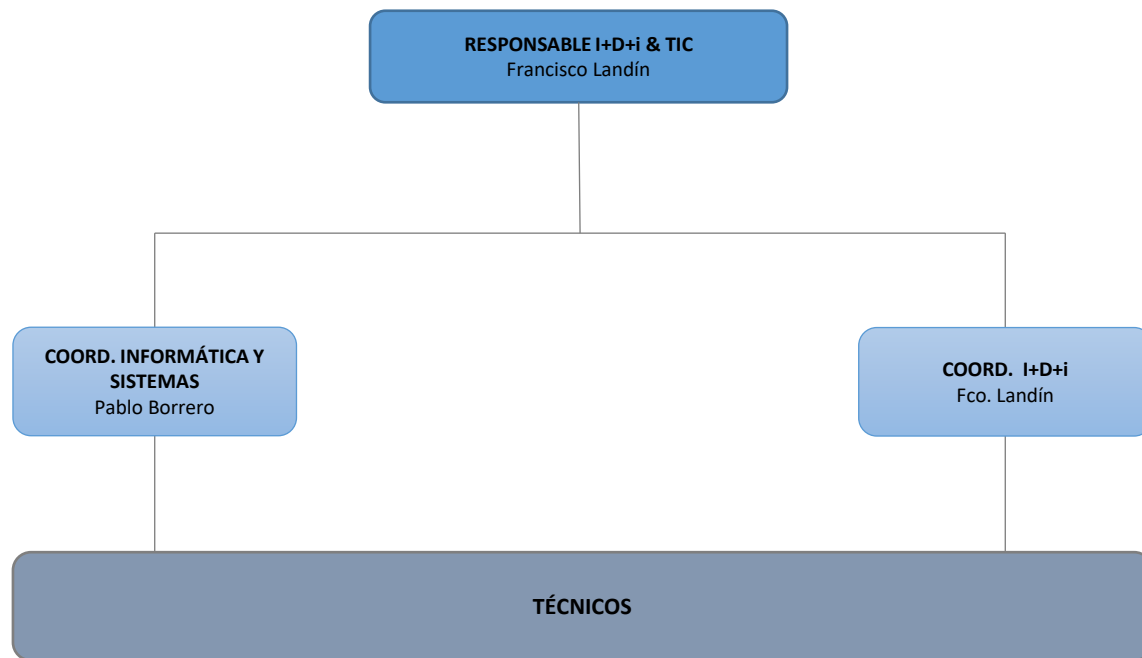 RESPONSABLE I+D+i & TIC
Francisco Landín
COORD. INFORMÁTICA Y
SISTEMAS
Pablo Borrero
COORD. I+D+i
Fco. Landín
TÉCNICOS